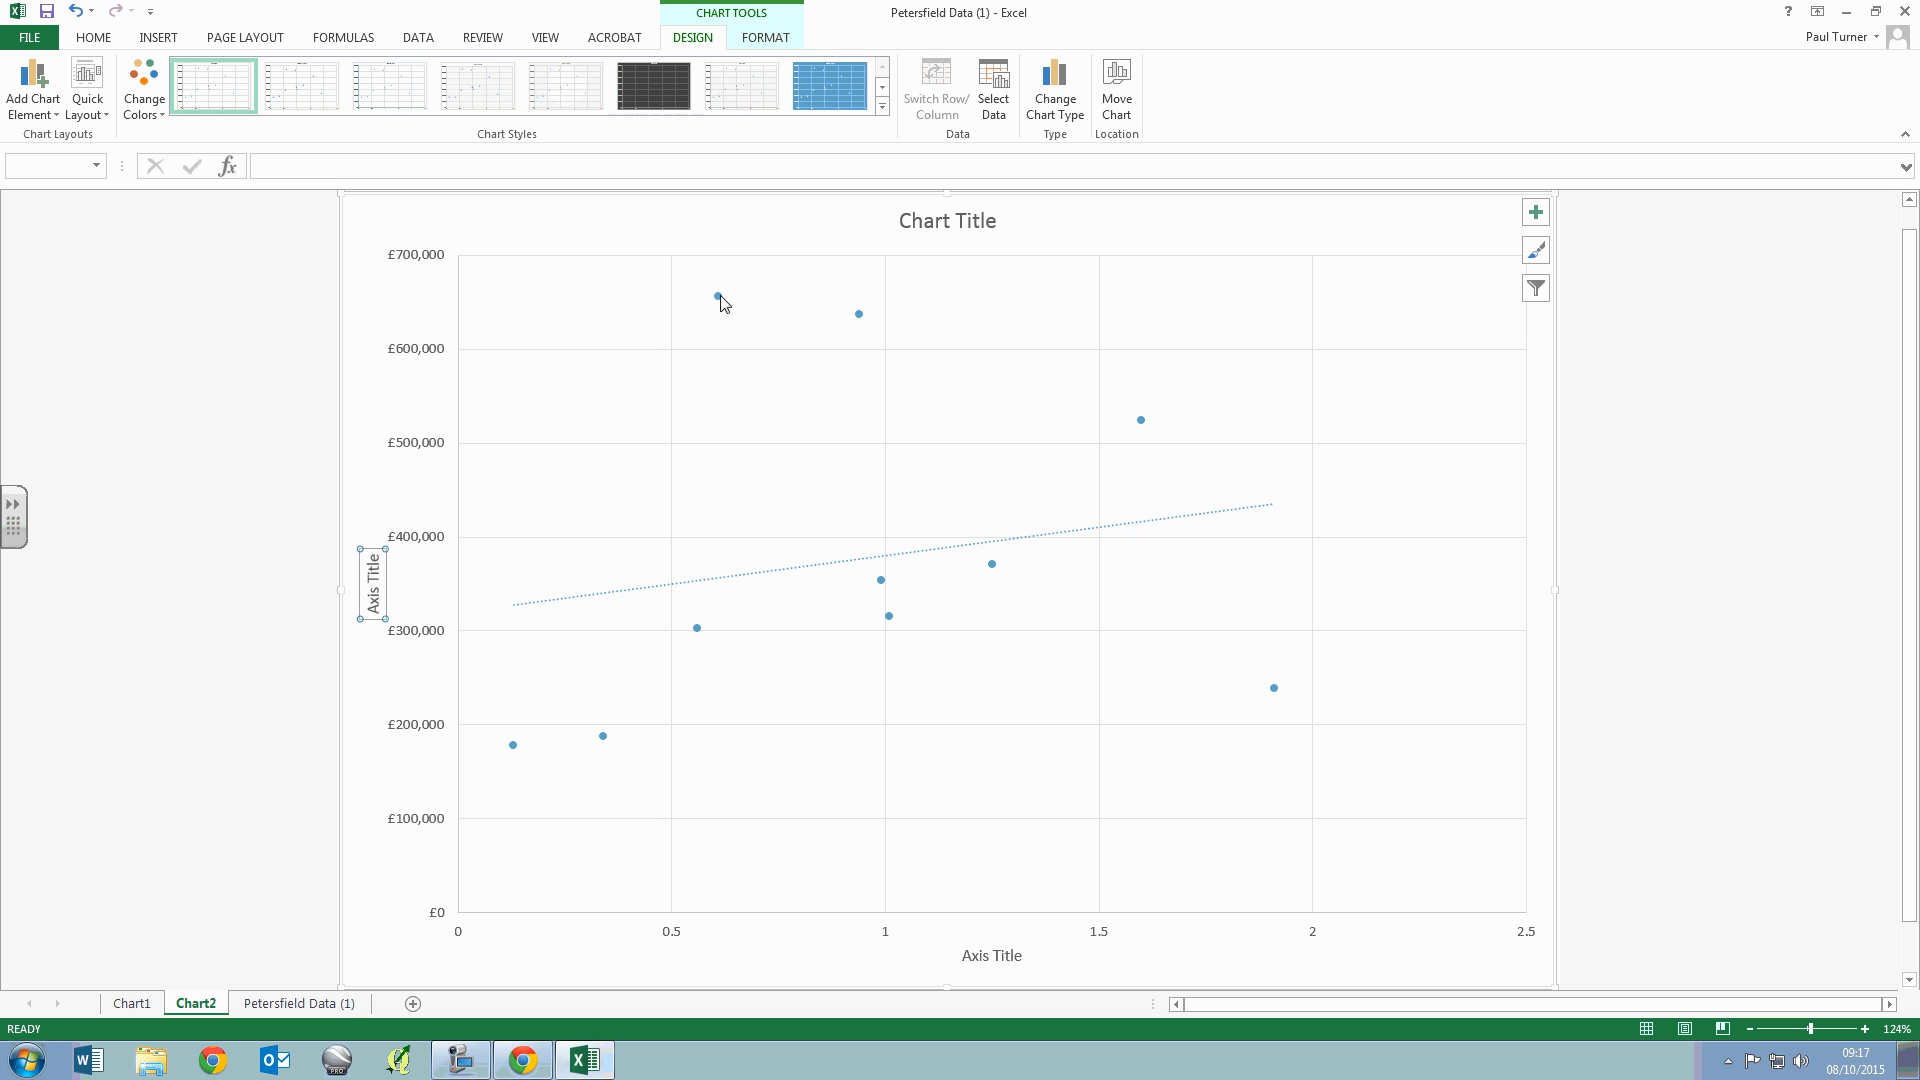 CHART TOOLS
Petersfield Data (1) - Excel
?
FILE HOME INSERT PAGE LAYOUT FORMULAS DATA REVIEW VIEW ACROBAT DESIGN FORMAT
Paul Turner
Add Chart Element
Quick Layout
Change Colors
Switch Row/ Column
Select Data
Change Chart Type
Move Chart
Chart Layouts
Chart Styles
Data
Type
Location
fx
Chart Title
£700,000
£600,000
£500,000
£400,000
£300,000
£200,000
£100,000
£0
Axis Title
0 0.5 1 1.5 2 2.5
Axis Title
Chart1 Chart2 Petersfield Data (1)
READY
124%
PRO
09:17
08/10/2015